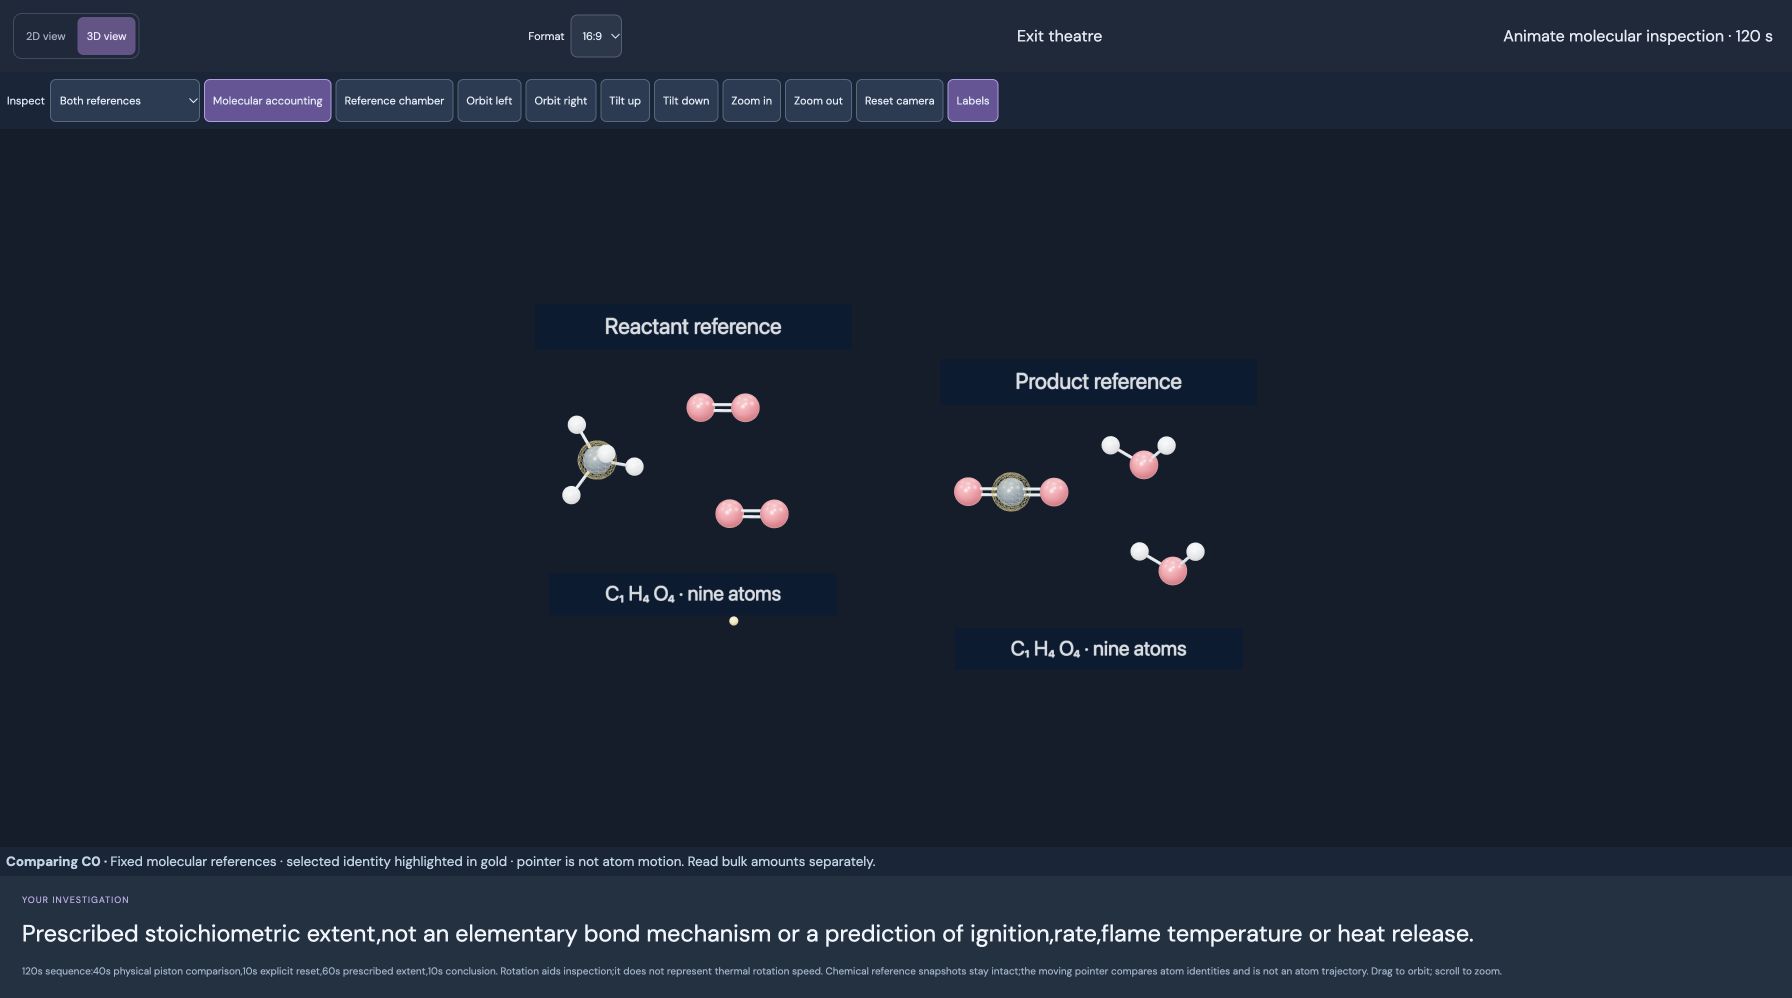 2D view
3D view
Format
16:9
Exit theatre
Animate molecular inspection · 120 s
Inspect
Both references
Molecular accounting
Reference chamber
Orbit left
Orbit right
Tilt up
Tilt down
Zoom in
Zoom out
Reset camera
Labels
Reactant reference
Product reference
C₁ H₄ O₄ · nine atoms
C₁ H₄ O₄ · nine atoms
Comparing C0 · Fixed molecular references · selected identity highlighted in gold · pointer is not atom motion. Read bulk amounts separately.
YOUR INVESTIGATION
Prescribed stoichiometric extent,not an elementary bond mechanism or a prediction of ignition,rate,flame temperature or heat release.
120s sequence:40s physical piston comparison,10s explicit reset,60s prescribed extent,10s conclusion. Rotation aids inspection;it does not represent thermal rotation speed. Chemical reference snapshots stay intact;the moving pointer compares atom identities and is not an atom trajectory. Drag to orbit; scroll to zoom.